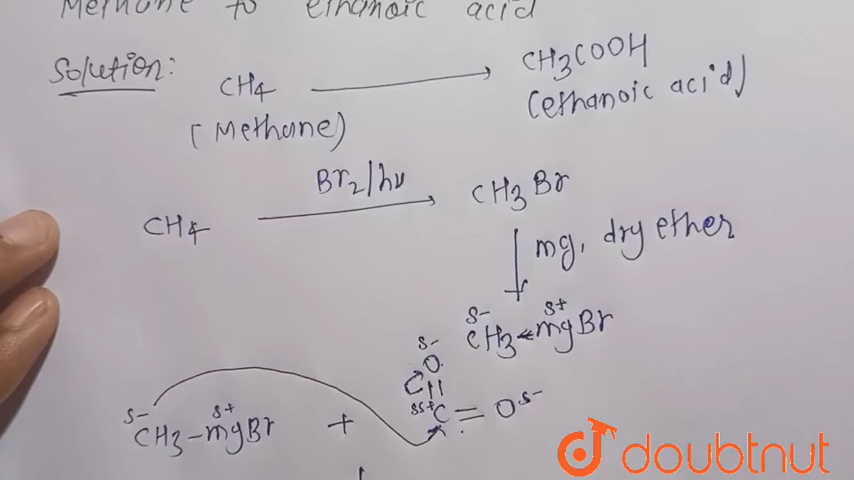 Methane to ethanoic acid
Solution:
CH4 → CH3COOH
(Methane) (ethanoic acid)
CH4 Br2/hν → CH3Br
mg, dry ether
δ- δ+
CH3-mgBr
δ-
O
δ- δ+ δδ+
CH3-mgBr + C=O δ-
doubtnut